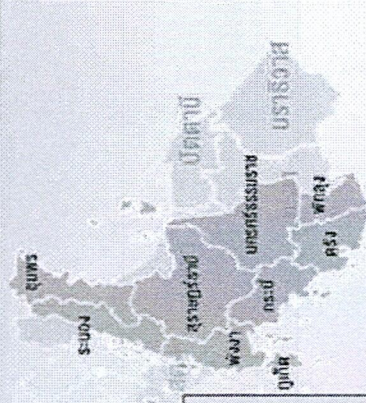 ชุมพร
ระนอง
สุราษฎร์ธานี
พังงา
ภูเก็ต
กระบี่
นครศรีธรรมราช
ตรัง
พัทลุง
ปัตตานี
นราธิวาส